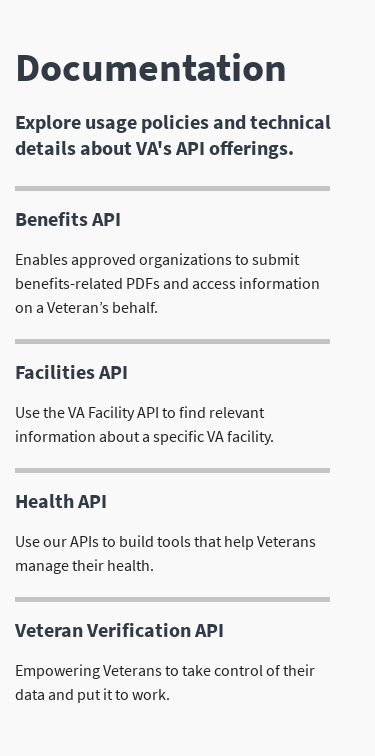 Documentation
Explore usage policies and technical
details about VA's API offerings.
Benefits API
Enables approved organizations to submit
benefits-related PDFs and access information
on a Veteran’s behalf.
Facilities API
Use the VA Facility API to find relevant
information about a specific VA facility.
Health API
Use our APIs to build tools that help Veterans
manage their health.
Veteran Verification API
Empowering Veterans to take control of their
data and put it to work.